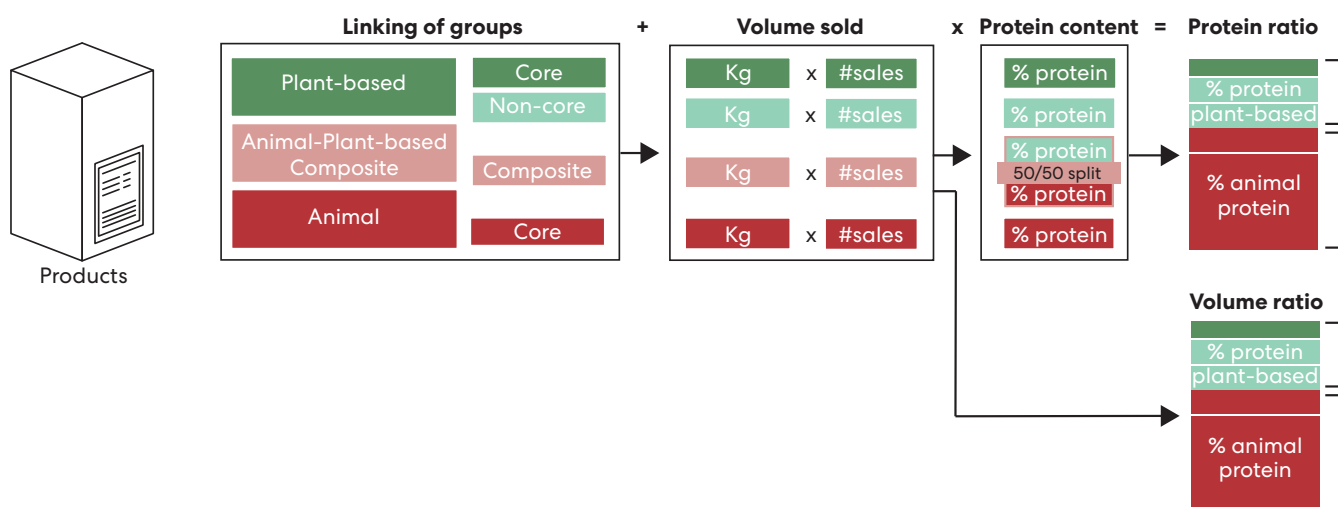 Linking of groups + Volume sold x Protein content = Protein ratio
Products
Plant-based
Core
Non-core
Animal-Plant-based
Composite
Composite
Animal
Core
Kg x #sales
Kg x #sales
Kg x #sales
Kg x #sales
% protein
% protein
% protein
50/50 split
% protein
% protein
% protein
plant-based
% animal
protein
Volume ratio
% protein
plant-based
% animal
protein